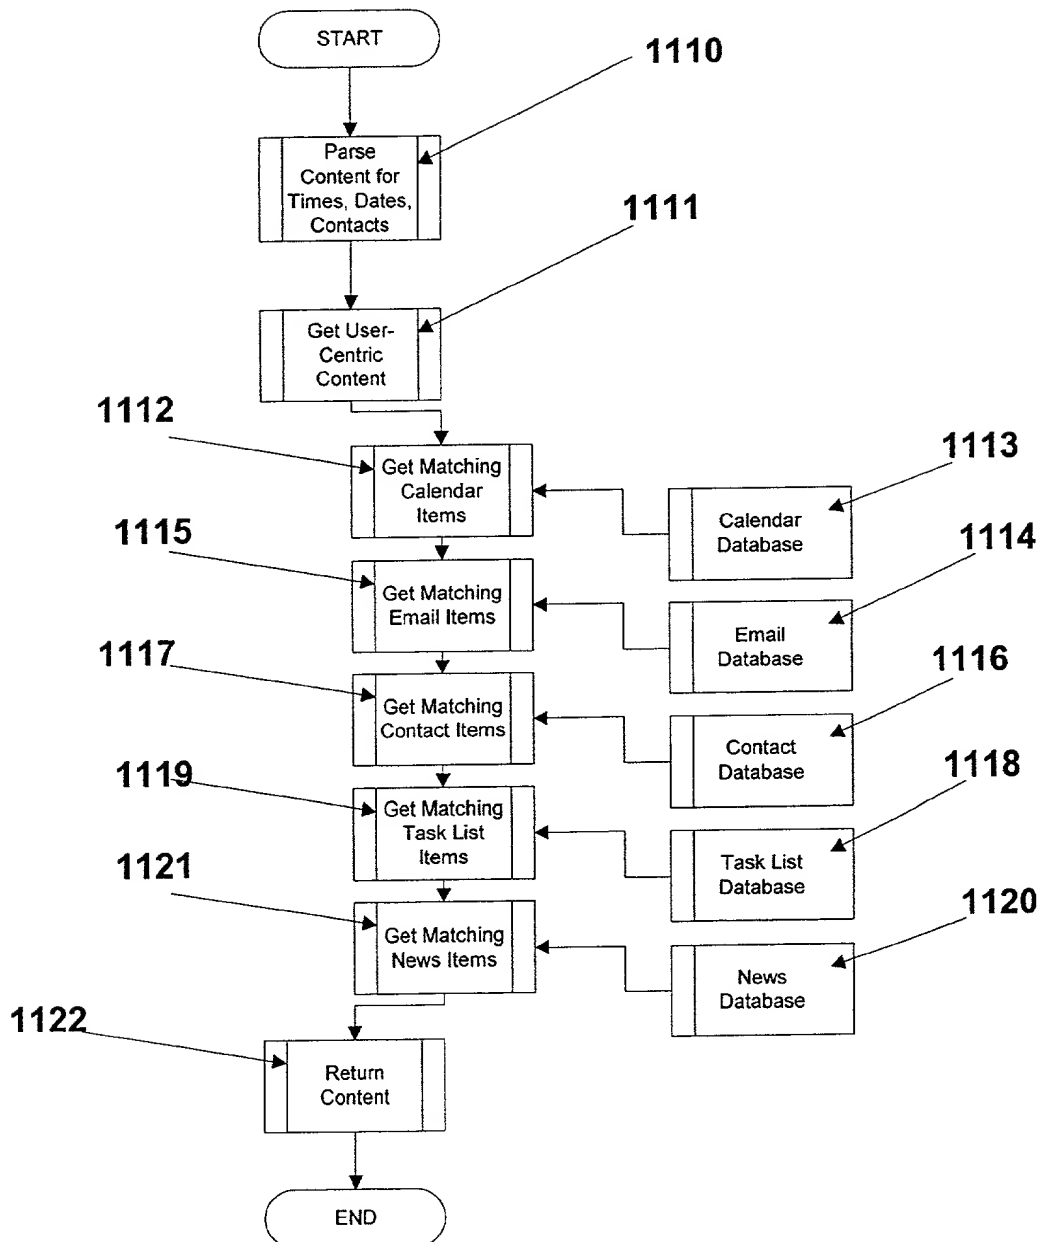 START
1110
Parse
Content for
Times, Dates,
Contacts
1111
Get User-
Centric
Content
1112
Get Matching
Calendar
Items
1113
Calendar
Database
1115
Get Matching
Email Items
1114
Email
Database
1117
Get Matching
Contact Items
1116
Contact
Database
1119
Get Matching
Task List
Items
1118
Task List
Database
1121
Get Matching
News Items
1120
News
Database
1122
Return
Content
END